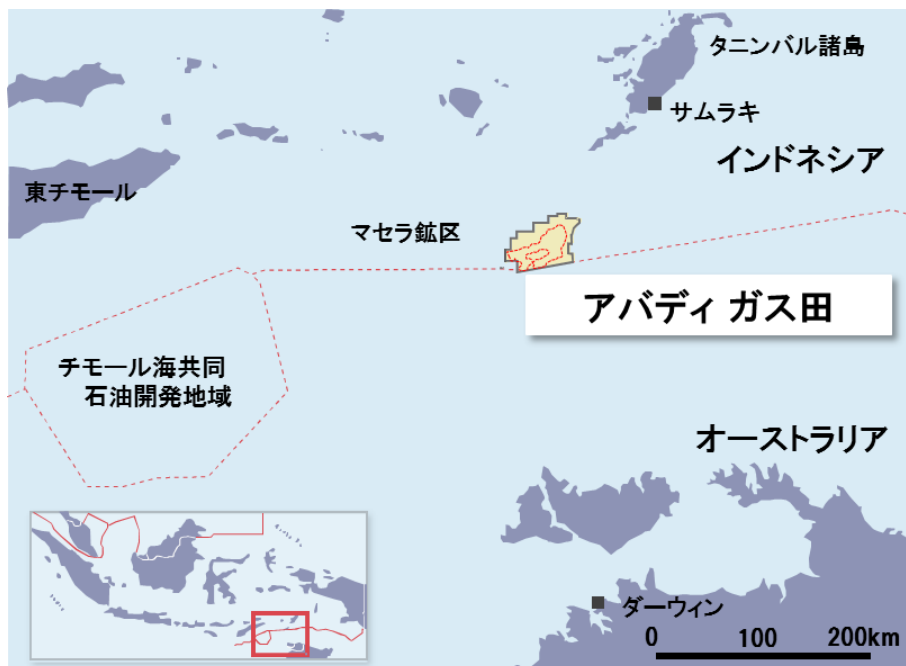 タニンバル諸島
サムラキ
インドネシア
東チモール
マセラ鉱区
アバディ ガス田
チモール海共同
石油開発地域
オーストラリア
ダーウィン
0 100 200km